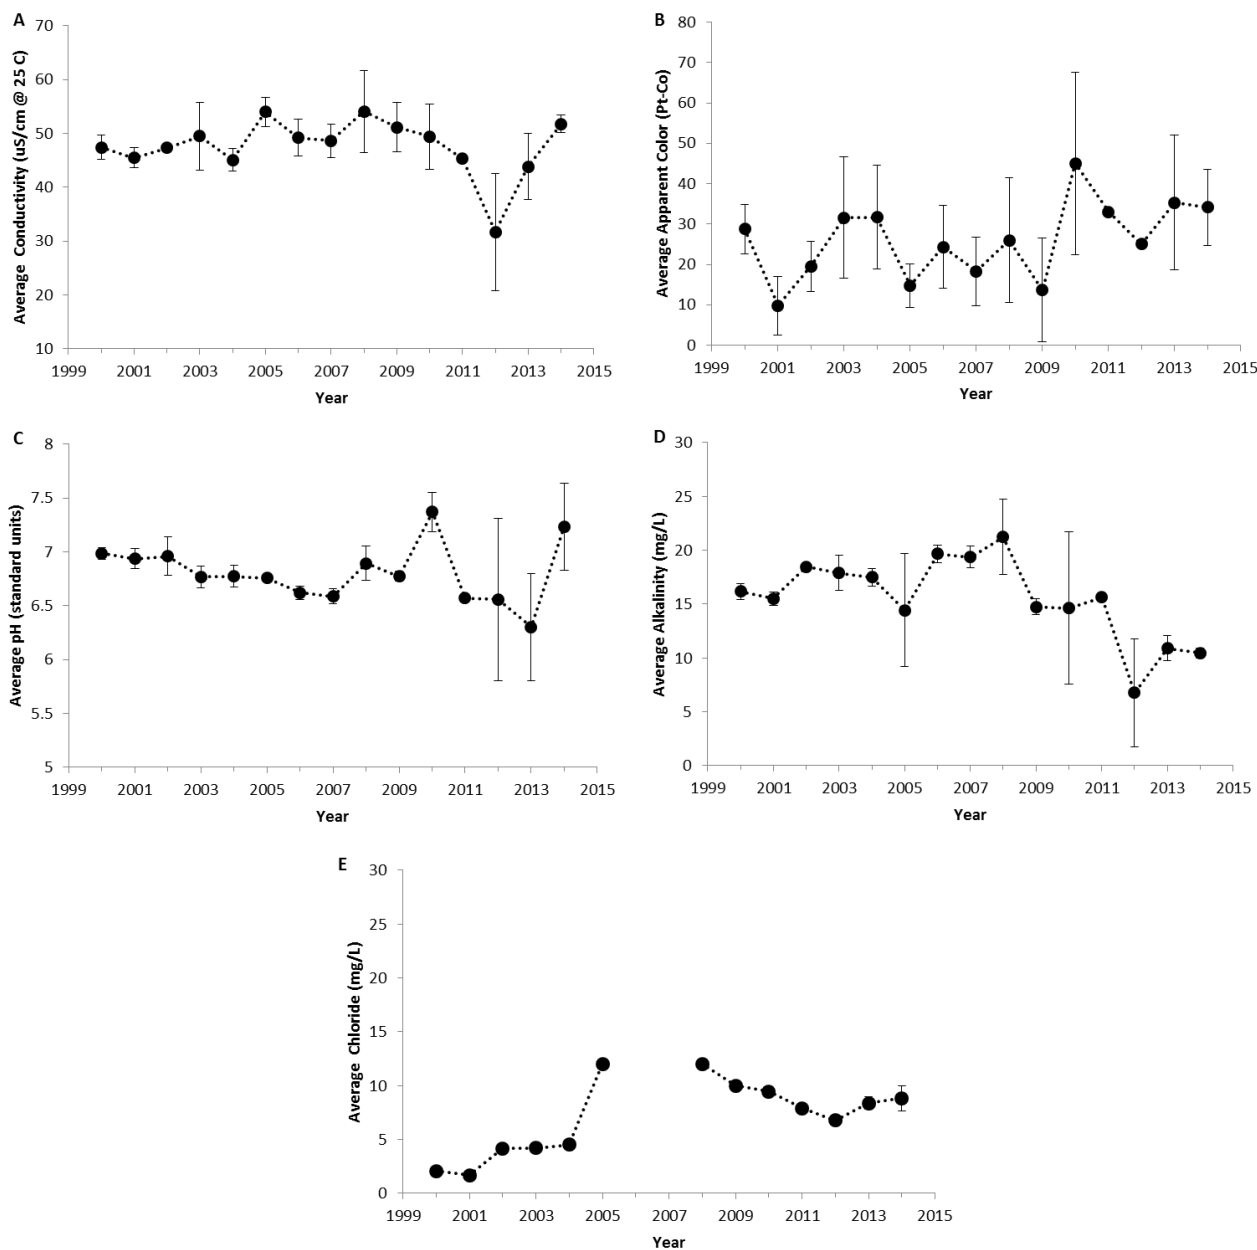 A
Average Conductivity (uS/cm @ 25 C)
70
60
50
40
30
20
10
1999 2001 2003 2005 2007 2009 2011 2013 2015
Year
B
Average Apparent Color (Pt-Co)
80
70
60
50
40
30
20
10
0
1999 2001 2003 2005 2007 2009 2011 2013 2015
Year
C
Average pH (standard units)
8
7.5
7
6.5
6
5.5
5
1999 2001 2003 2005 2007 2009 2011 2013 2015
Year
D
Average Alkalinity (mg/L)
30
25
20
15
10
5
0
1999 2001 2003 2005 2007 2009 2011 2013 2015
Year
E
Average Chloride (mg/L)
30
25
20
15
10
5
0
1999 2001 2003 2005 2007 2009 2011 2013 2015
Year